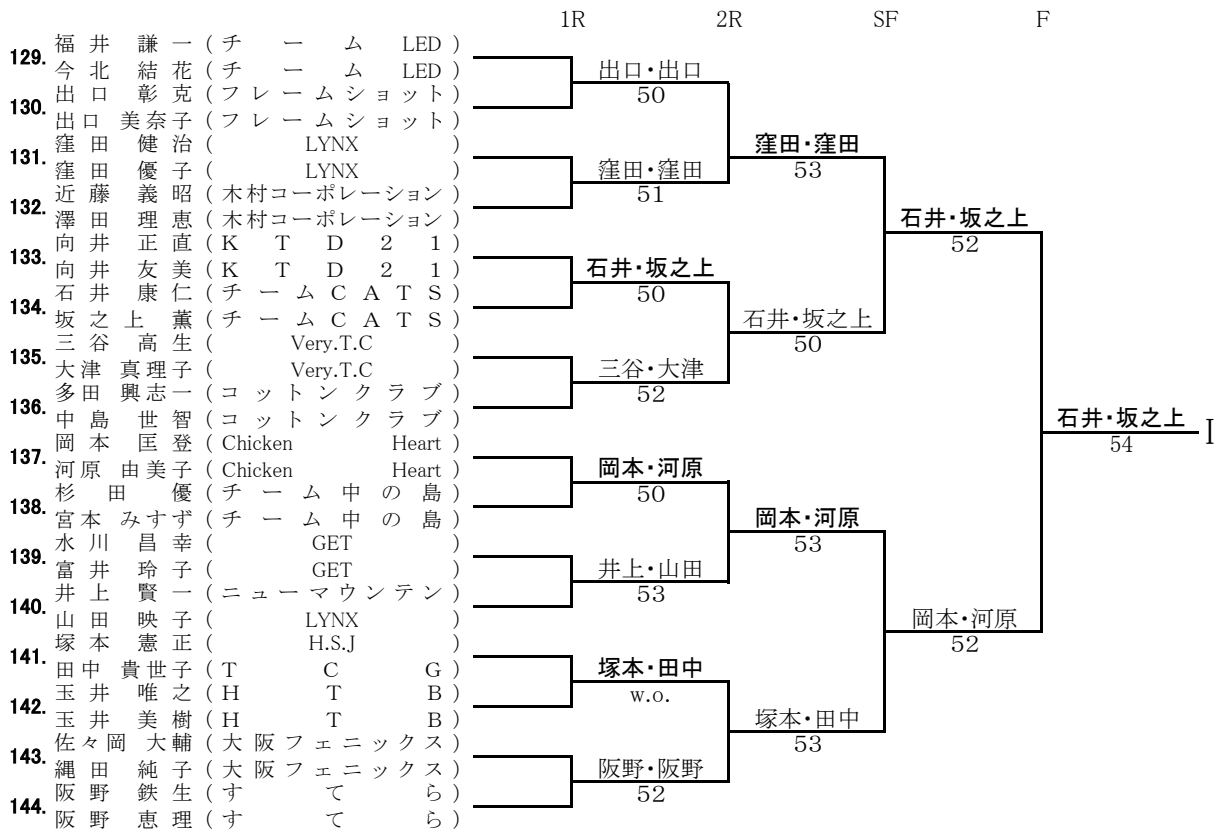 1R 2R SF F
129. 福井 謙一 (チーム LED)
今北 結花 (チーム LED)
130. 出口 彰克 (フレームショット)
出口 美奈子 (フレームショット)
131. 窪田 健治 (LYNX)
窪田 優子 (LYNX)
132. 近藤 義昭 (木村コーポレーション)
澤田 理恵 (木村コーポレーション)
133. 向井 正直 (KTD21)
向井 友美 (KTD21)
134. 石井 康仁 (チームCATS)
坂之上 薫 (チームCATS)
135. 三谷 高生 (Very.T.C)
大津 真理子 (Very.T.C)
136. 多田 興志一 (コットンクラブ)
中島 世智 (コットンクラブ)
137. 岡本 匡登 (Chicken Heart)
河原 由美子 (Chicken Heart)
138. 杉田 優 (チーム中の島)
宮本 みすず (チーム中の島)
139. 水川 昌幸 (GET)
富井 玲子 (GET)
140. 井上 賢一 (ニューマウンテン)
山田 映子 (LYNX)
141. 塚本 憲正 (H.S.J)
田中 貴世子 (TCG)
142. 玉井 唯之 (HTB)
玉井 美樹 (HTB)
143. 佐々岡 大輔 (大阪フェニックス)
縄田 純子 (大阪フェニックス)
144. 阪野 鉄生 (すてら)
阪野 恵理 (すてら)
出口・出口
50
窪田・窪田
51
石井・坂之上
50
三谷・大津
52
岡本・河原
50
井上・山田
53
塚本・田中
w.o.
阪野・阪野
52
窪田・窪田
53
石井・坂之上
50
岡本・河原
53
塚本・田中
53
石井・坂之上
52
岡本・河原
52
石井・坂之上
54
I